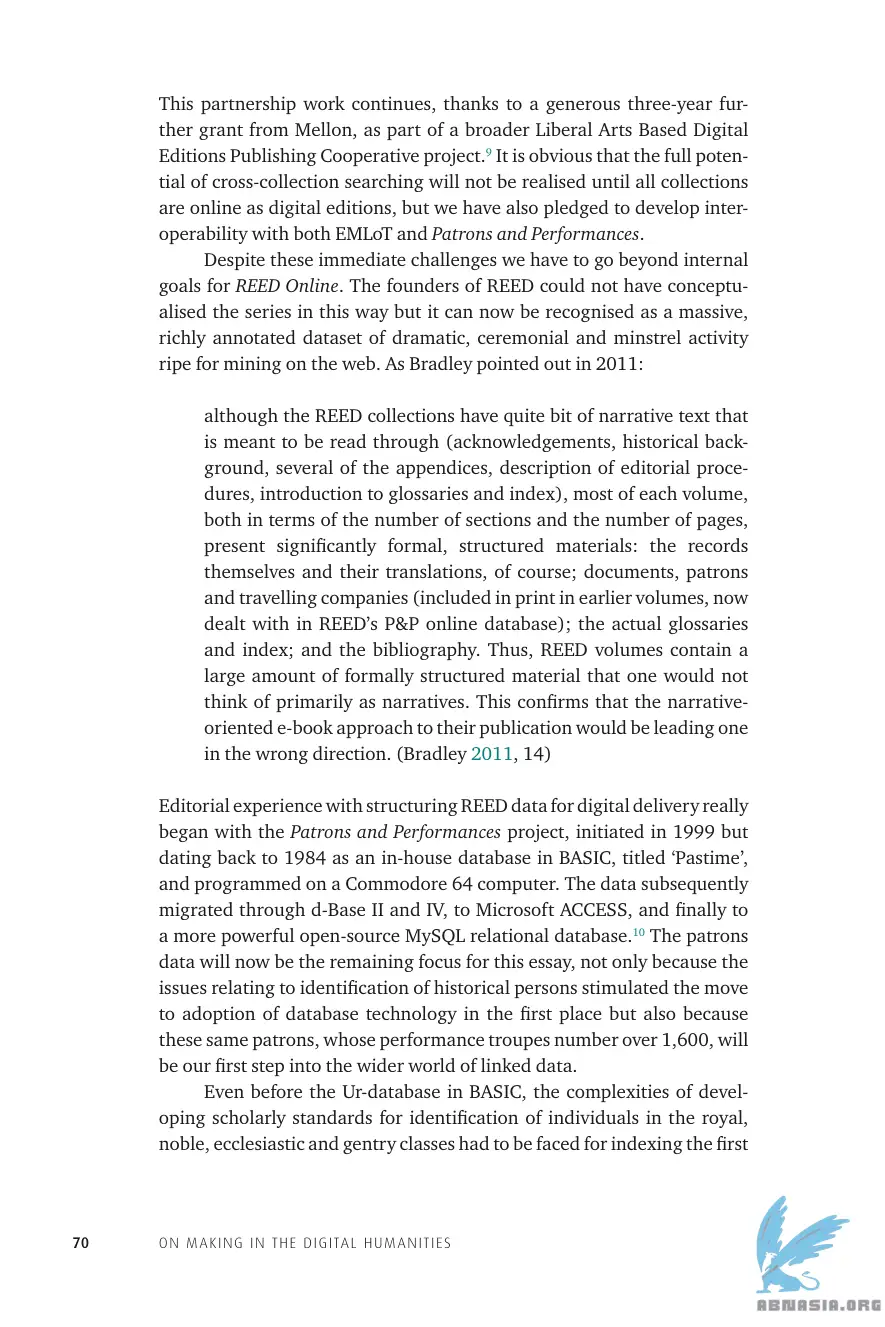 This partnership work continues, thanks to a generous three-year fur-
ther grant from Mellon, as part of a broader Liberal Arts Based Digital
Editions Publishing Cooperative project.9 It is obvious that the full poten-
tial of cross-collection searching will not be realised until all collections
are online as digital editions, but we have also pledged to develop inter-
operability with both EMLoT and Patrons and Performances.
Despite these immediate challenges we have to go beyond internal
goals for REED Online. The founders of REED could not have conceptu-
alised the series in this way but it can now be recognised as a massive,
richly annotated dataset of dramatic, ceremonial and minstrel activity
ripe for mining on the web. As Bradley pointed out in 2011:
although the REED collections have quite bit of narrative text that
is meant to be read through (acknowledgements, historical back-
ground, several of the appendices, description of editorial proce-
dures, introduction to glossaries and index), most of each volume,
both in terms of the number of sections and the number of pages,
present significantly formal, structured materials: the records
themselves and their translations, of course; documents, patrons
and travelling companies (included in print in earlier volumes, now
dealt with in REED’s P&P online database); the actual glossaries
and index; and the bibliography. Thus, REED volumes contain a
large amount of formally structured material that one would not
think of primarily as narratives. This confirms that the narrative-
oriented e-book approach to their publication would be leading one
in the wrong direction. (Bradley 2011, 14)
Editorial experience with structuring REED data for digital delivery really
began with the Patrons and Performances project, initiated in 1999 but
dating back to 1984 as an in-house database in BASIC, titled ‘Pastime’,
and programmed on a Commodore 64 computer. The data subsequently
migrated through d-Base II and IV, to Microsoft ACCESS, and finally to
a more powerful open-source MySQL relational database.10 The patrons
data will now be the remaining focus for this essay, not only because the
issues relating to identification of historical persons stimulated the move
to adoption of database technology in the first place but also because
these same patrons, whose performance troupes number over 1,600, will
be our first step into the wider world of linked data.
Even before the Ur-database in BASIC, the complexities of devel-
oping scholarly standards for identification of individuals in the royal,
noble, ecclesiastic and gentry classes had to be faced for indexing the first
70 ON MAKING IN THE DIGITAL HUMANITIES
ABNASIA.ORG